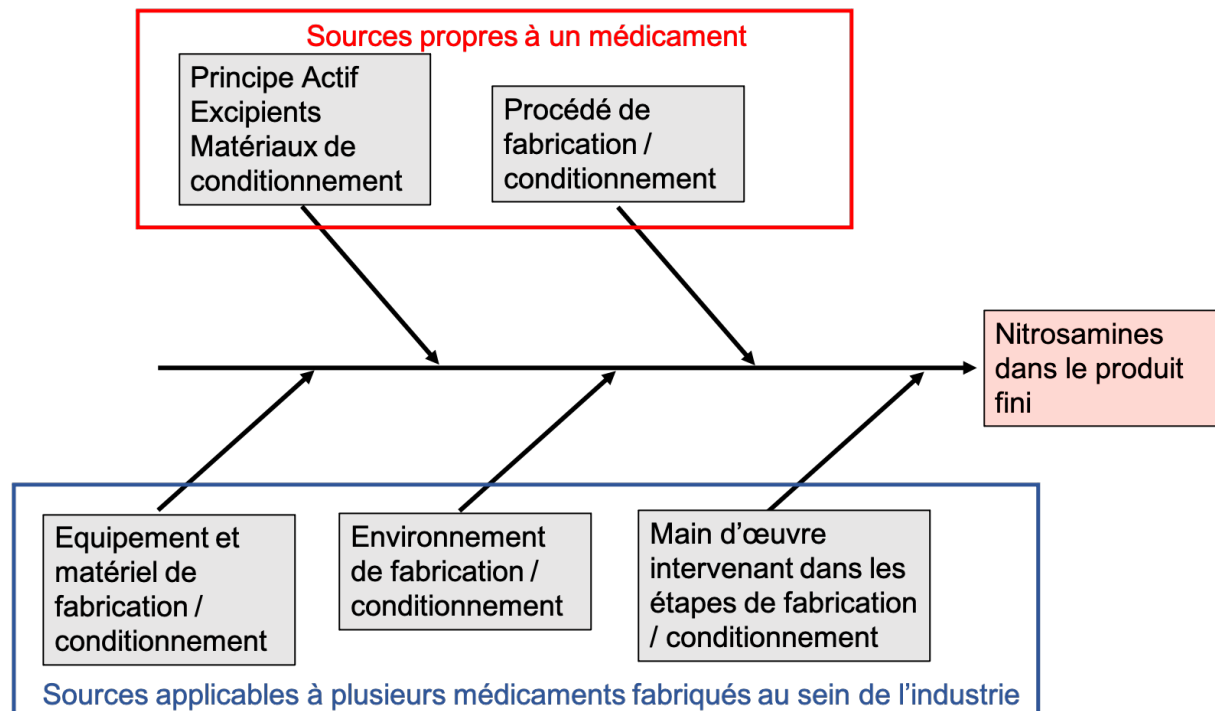 Sources propres à un médicament
Principe Actif
Excipients
Matériaux de
conditionnement
Procédé de
fabrication /
conditionnement
Nitrosamines
dans le produit
fini
Equipement et
matériel de
fabrication /
conditionnement
Environnement
de fabrication /
conditionnement
Main d’œuvre
intervenant dans les
étapes de fabrication
/ conditionnement
Sources applicables à plusieurs médicaments fabriqués au sein de l’industrie